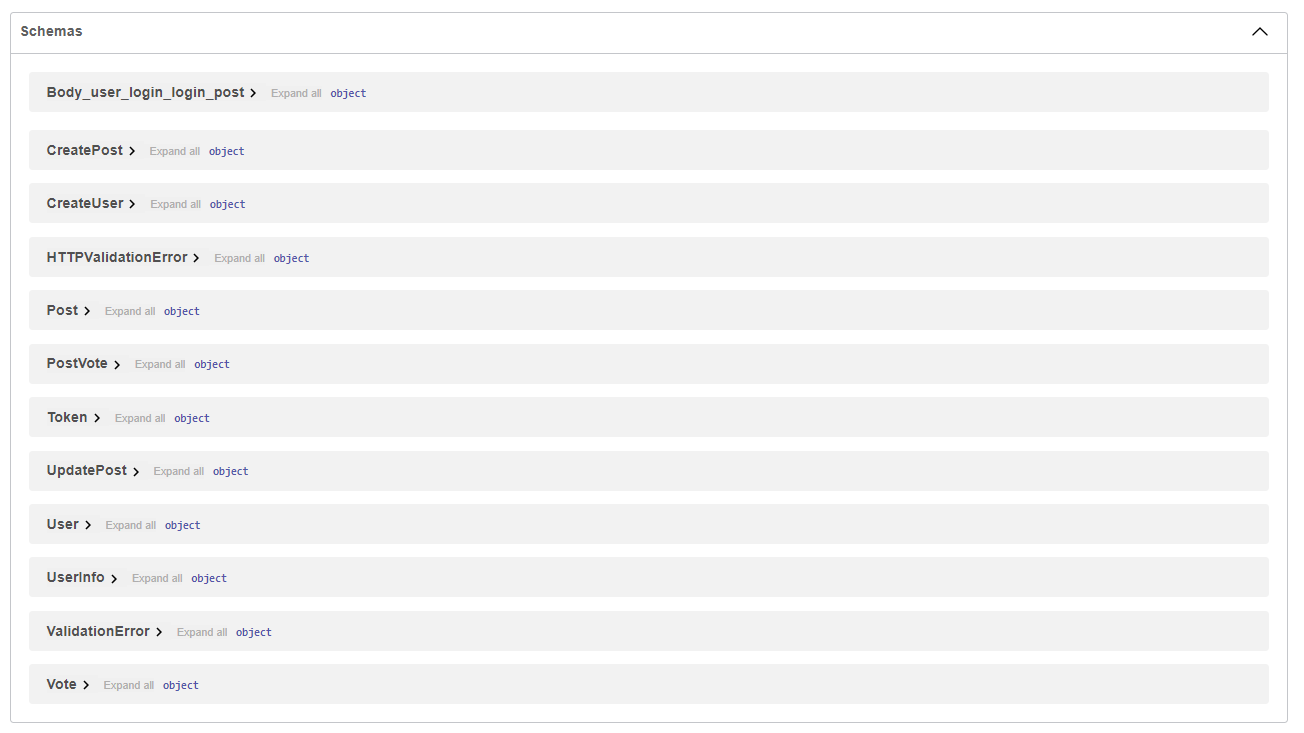 Schemas
Body_user_login_login_post Expand all object
CreatePost Expand all object
CreateUser Expand all object
HTTPValidationError Expand all object
Post Expand all object
PostVote Expand all object
Token Expand all object
UpdatePost Expand all object
User Expand all object
UserInfo Expand all object
ValidationError Expand all object
Vote Expand all object